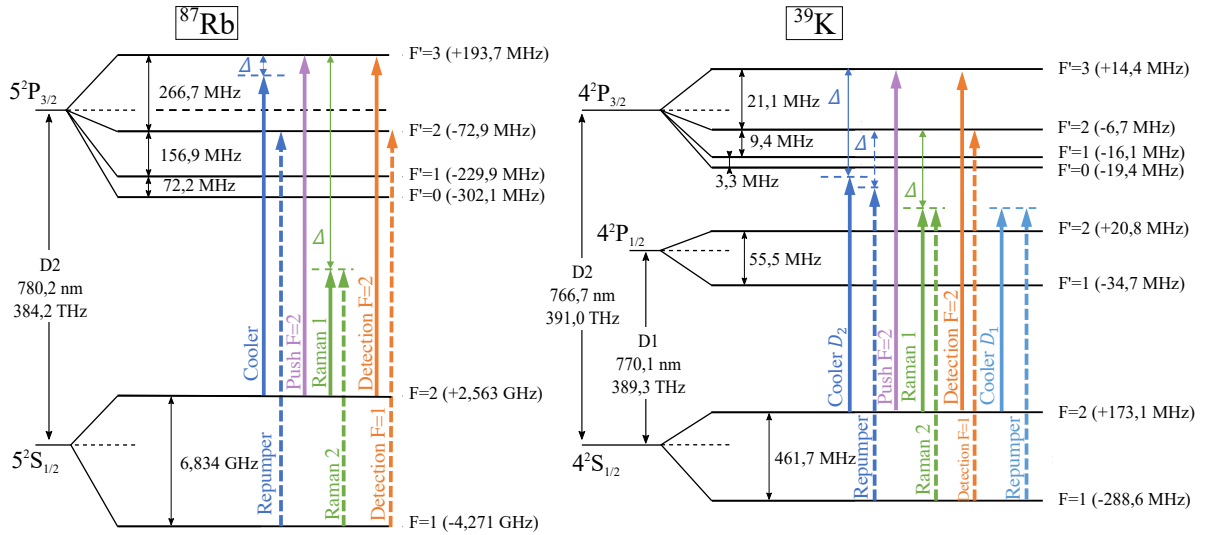 ⁸⁷Rb
F'=3 (+193,7 MHz)
Δ
266,7 MHz
5²P₃/₂
F'=2 (-72,9 MHz)
156,9 MHz
F'=1 (-229,9 MHz)
72,2 MHz
F'=0 (-302,1 MHz)
Δ
D2
780,2 nm
384,2 THz
Cooler
Push F=2
Raman 1
Detection F=2
F=2 (+2,563 GHz)
5²S₁/₂
6,834 GHz
Repumper
Raman 2
Detection F=1
F=1 (-4,271 GHz)
³⁹K
F'=3 (+14,4 MHz)
4²P₃/₂
21,1 MHz
Δ
F'=2 (-6,7 MHz)
9,4 MHz
Δ
F'=1 (-16,1 MHz)
F'=0 (-19,4 MHz)
3,3 MHz
Δ
4²P₁/₂
F'=2 (+20,8 MHz)
55,5 MHz
F'=1 (-34,7 MHz)
D2
766,7 nm
391,0 THz
D1
770,1 nm
389,3 THz
Cooler D₂
Push F=2
Raman 1
Detection F=2
Cooler D₁
F=2 (+173,1 MHz)
4²S₁/₂
461,7 MHz
Repumper
Raman 2
Detection F=1
Repumper
F=1 (-288,6 MHz)